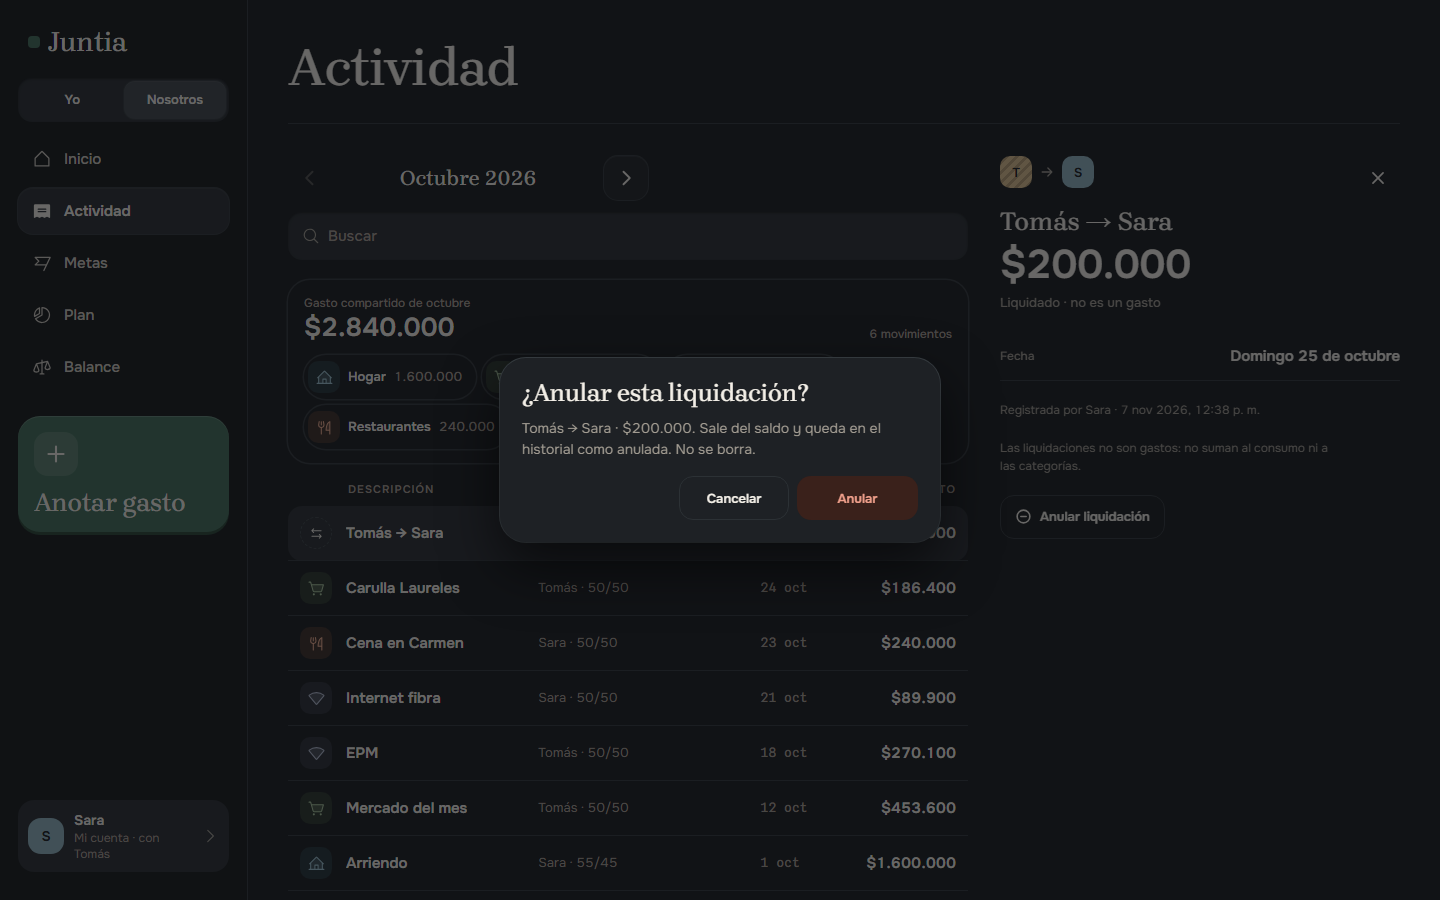 Juntia
Yo
Nosotros
Inicio
Actividad
Metas
Plan
Balance
Anotar gasto
S
Sara
Mi cuenta · con
Tomás
Actividad
Octubre 2026
Buscar
Gasto compartido de octubre
$2.840.000
6 movimientos
Hogar 1.600.000
Restaurantes 240.000
DESCRIPCIÓN
Tomás → Sara
Carulla Laureles Tomás · 50/50 24 oct $186.400
Cena en Carmen Sara · 50/50 23 oct $240.000
Internet fibra Sara · 50/50 21 oct $89.900
EPM Tomás · 50/50 18 oct $270.100
Mercado del mes Tomás · 50/50 12 oct $453.600
Arriendo Sara · 55/45 1 oct $1.600.000
¿Anular esta liquidación?
Tomás → Sara · $200.000. Sale del saldo y queda en el
historial como anulada. No se borra.
Cancelar
Anular
T → S
Tomás → Sara
$200.000
Liquidado · no es un gasto
Fecha Domingo 25 de octubre
Registrada por Sara · 7 nov 2026, 12:38 p. m.
Las liquidaciones no son gastos: no suman al consumo ni a
las categorías.
Anular liquidación